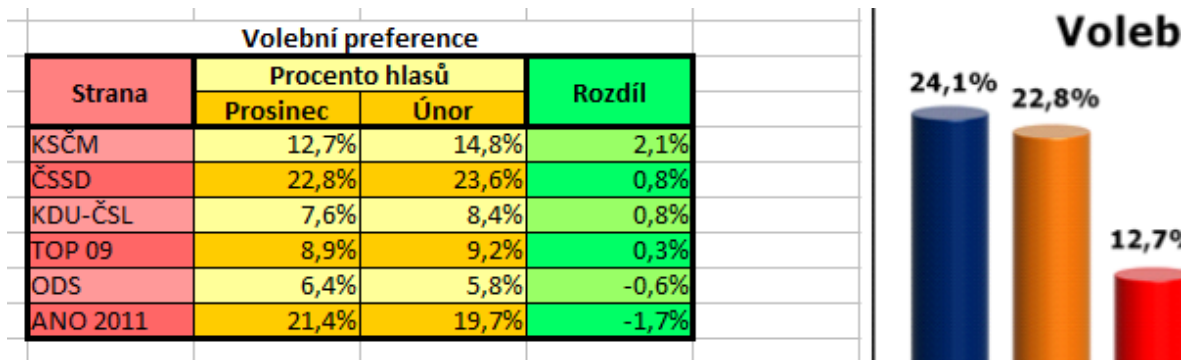 Volební preference
Strana Procento hlasů Rozdíl
Prosinec Únor
KSČM 12,7% 14,8% 2,1%
ČSSD 22,8% 23,6% 0,8%
KDU-ČSL 7,6% 8,4% 0,8%
TOP 09 8,9% 9,2% 0,3%
ODS 6,4% 5,8% -0,6%
ANO 2011 21,4% 19,7% -1,7%
Voleb
24,1%
22,8%
12,7%